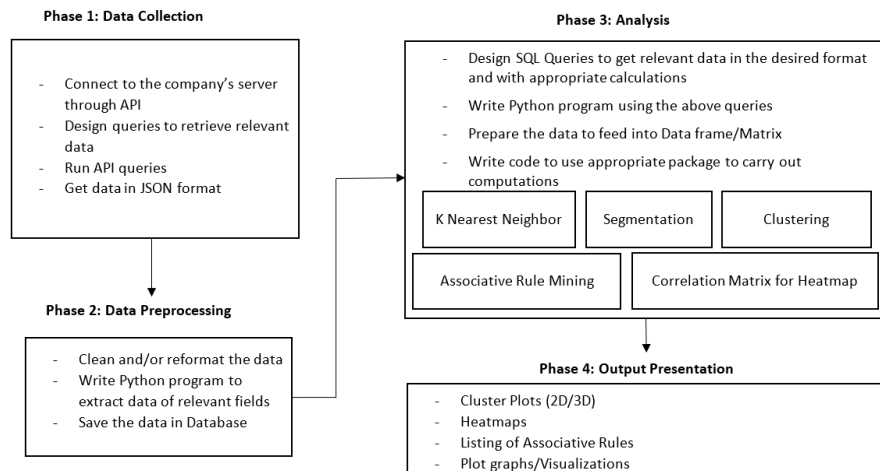 Phase 1: Data Collection
- Connect to the company's server
through API
- Design queries to retrieve relevant
data
- Run API queries
- Get data in JSON format
Phase 2: Data Preprocessing
- Clean and/or reformat the data
- Write Python program to
extract data of relevant fields
- Save the data in Database
Phase 3: Analysis
- Design SQL Queries to get relevant data in the desired format
and with appropriate calculations
- Write Python program using the above queries
- Prepare the data to feed into Data frame/Matrix
- Write code to use appropriate package to carry out
computations
K Nearest Neighbor
Segmentation
Clustering
Associative Rule Mining
Correlation Matrix for Heatmap
Phase 4: Output Presentation
- Cluster Plots (2D/3D)
- Heatmaps
- Listing of Associative Rules
- Plot graphs/Visualizations